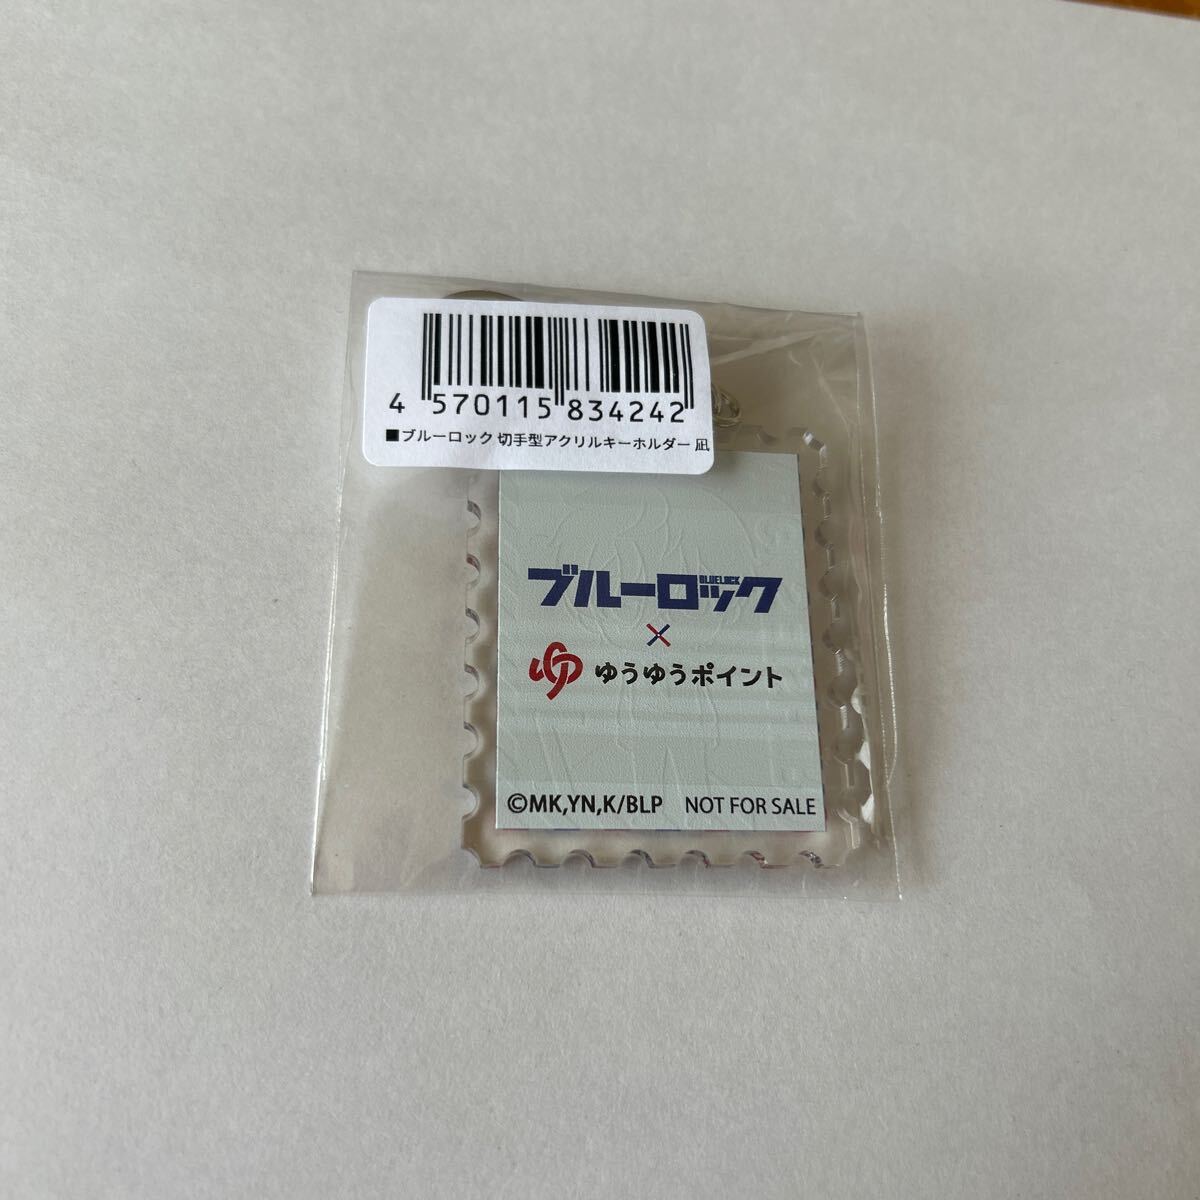 4 570115 834242
■ブルーロック 切手型アクリルキーホルダー 凪
ブルーロック
BLUELOCK
×
ゆ ゆうゆうポイント
©MK,YN,K/BLP NOT FOR SALE